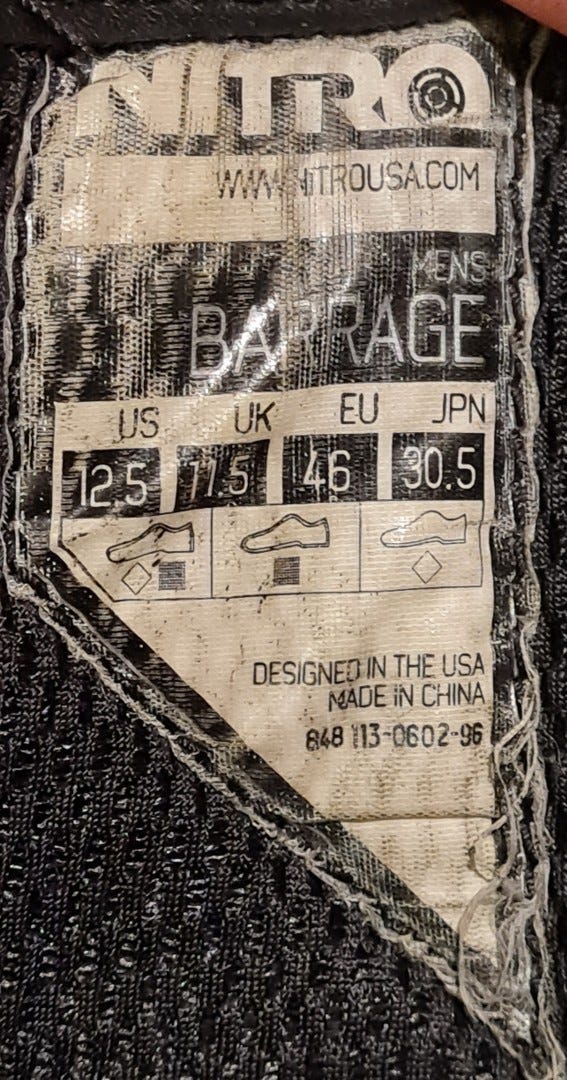 NITRO
WWW.NITROUSA.COM
MENS
BARRAGE
US UK EU JPN
12.5 11.5 46 30.5
DESIGNED IN THE USA
MADE IN CHINA
848 113-0602-96